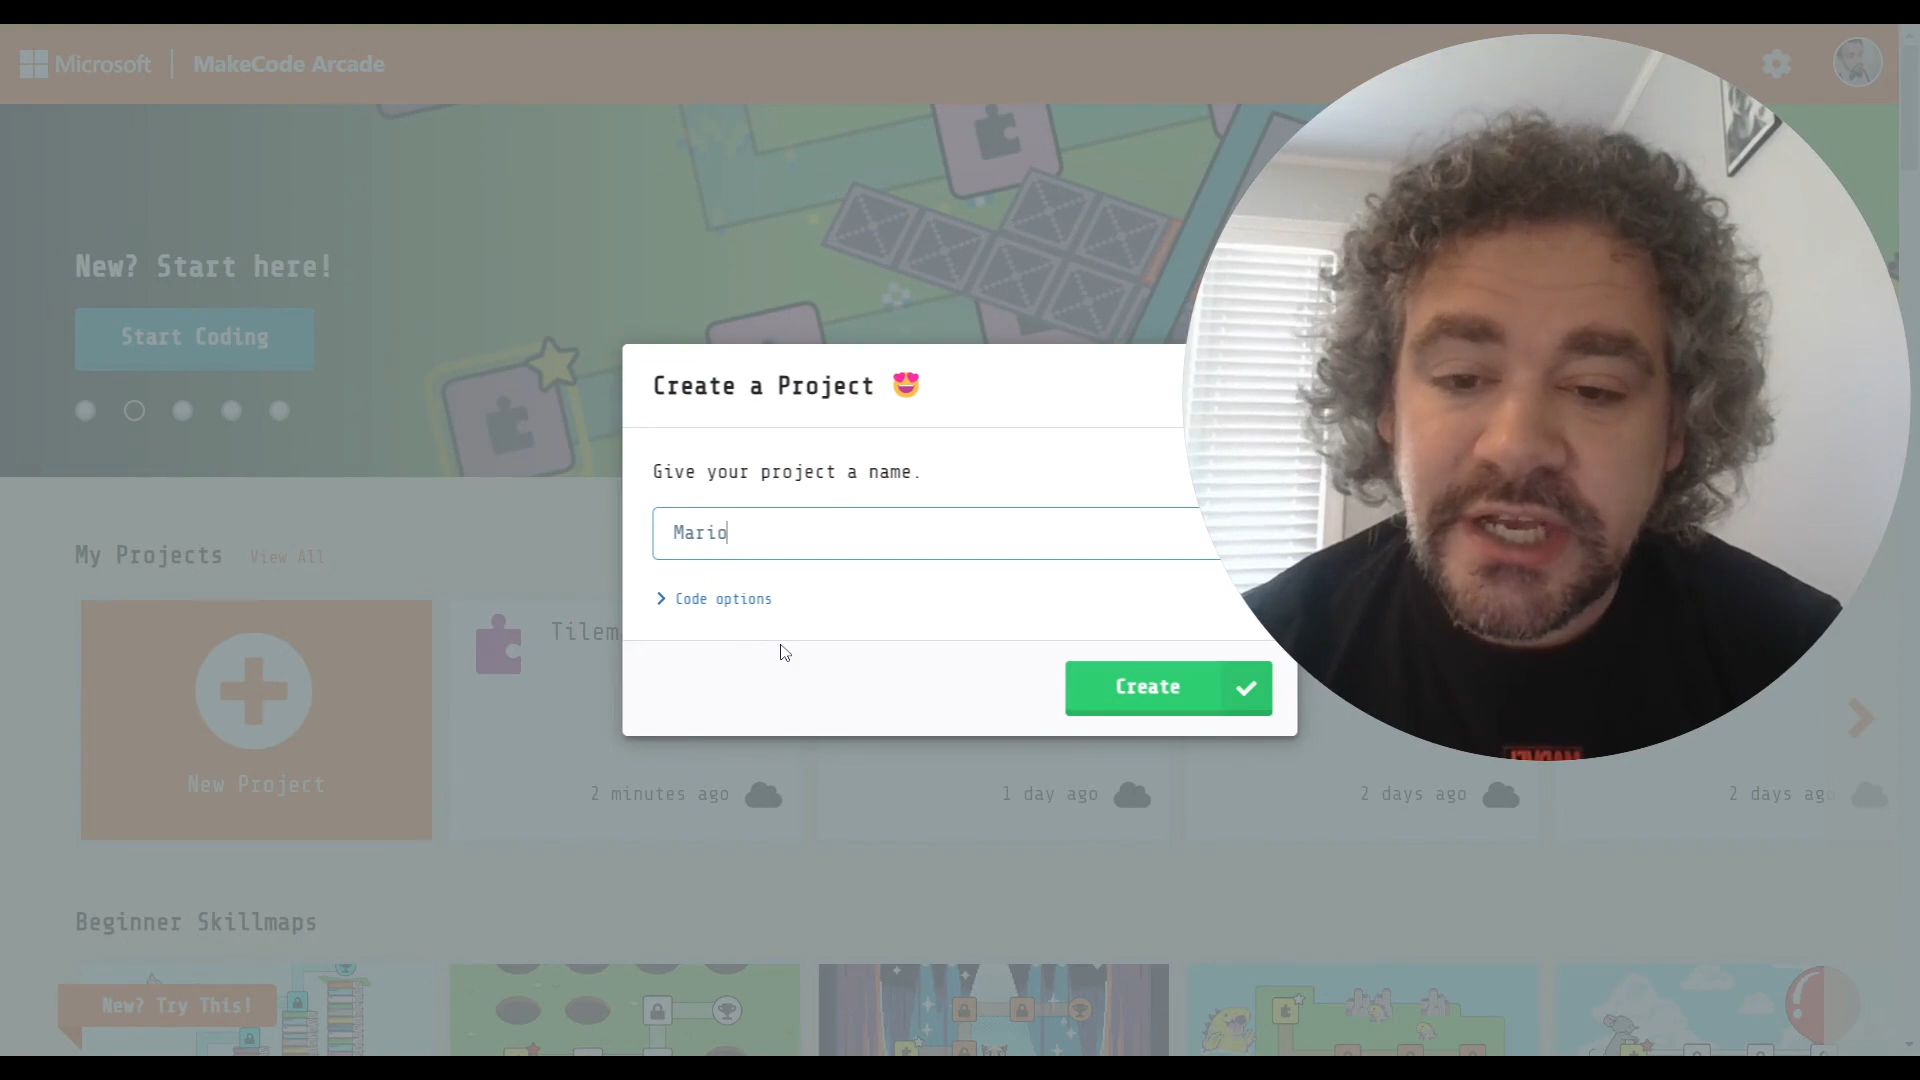 Microsoft | MakeCode Arcade
New? Start here!
Start Coding
Create a Project
Give your project a name.
Mario
Code options
Create
My Projects View All
New Project
Tilem
2 minutes ago
1 day ago
2 days ago
2 days ago
Beginner Skillmaps
New? Try This!